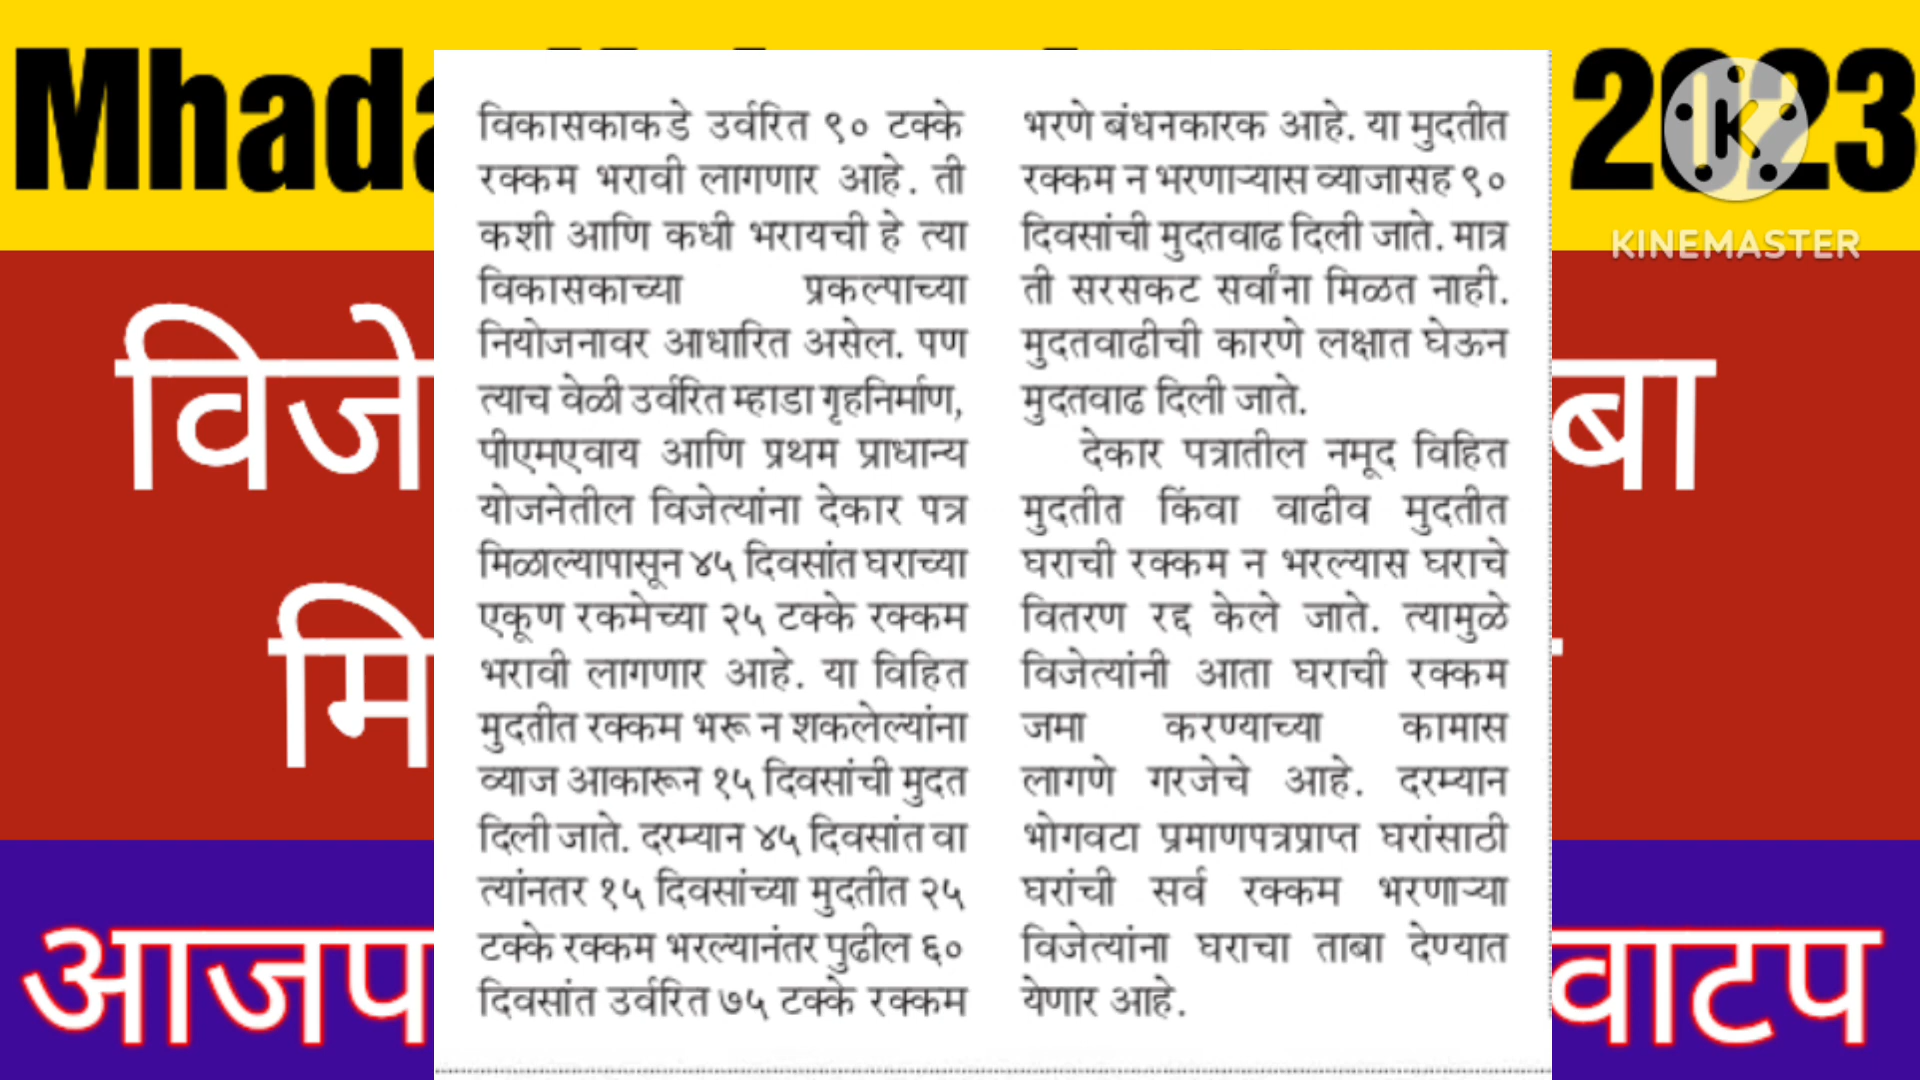 Mhada
2023
KINEMASTER
विकासकाकडे उर्वरित ९० टक्के
रक्कम भरावी लागणार आहे. ती
कशी आणि कधी भरायची हे त्या
विकासकाच्या प्रकल्पाच्या
नियोजनावर आधारित असेल. पण
त्याच वेळी उर्वरित म्हाडा गृहनिर्माण,
पीएमएवाय आणि प्रथम प्राधान्य
योजनेतील विजेत्यांना देकार पत्र
मिळाल्यापासून ४५ दिवसांत घराच्या
एकूण रकमेच्या २५ टक्के रक्कम
भरावी लागणार आहे. या विहित
मुदतीत रक्कम भरू न शकलेल्यांना
व्याज आकारून १५ दिवसांची मुदत
दिली जाते. दरम्यान ४५ दिवसांत वा
त्यांनतर १५ दिवसांच्या मुदतीत २५
टक्के रक्कम भरल्यानंतर पुढील ६०
दिवसांत उर्वरित ७५ टक्के रक्कम
भरणे बंधनकारक आहे. या मुदतीत
रक्कम न भरणाऱ्यास व्याजासह ९०
दिवसांची मुदतवाढ दिली जाते. मात्र
ती सरसकट सर्वांना मिळत नाही.
मुदतवाढीची कारणे लक्षात घेऊन
मुदतवाढ दिली जाते.
देकार पत्रातील नमूद विहित
मुदतीत किंवा वाढीव मुदतीत
घराची रक्कम न भरल्यास घराचे
वितरण रद्द केले जाते. त्यामुळे
विजेत्यांनी आता घराची रक्कम
जमा करण्याच्या कामास
लागणे गरजेचे आहे. दरम्यान
भोगवटा प्रमाणपत्रप्राप्त घरांसाठी
घरांची सर्व रक्कम भरणाऱ्या
विजेत्यांना घराचा ताबा देण्यात
येणार आहे.
विजे
बा
मि
आजप
वाटप